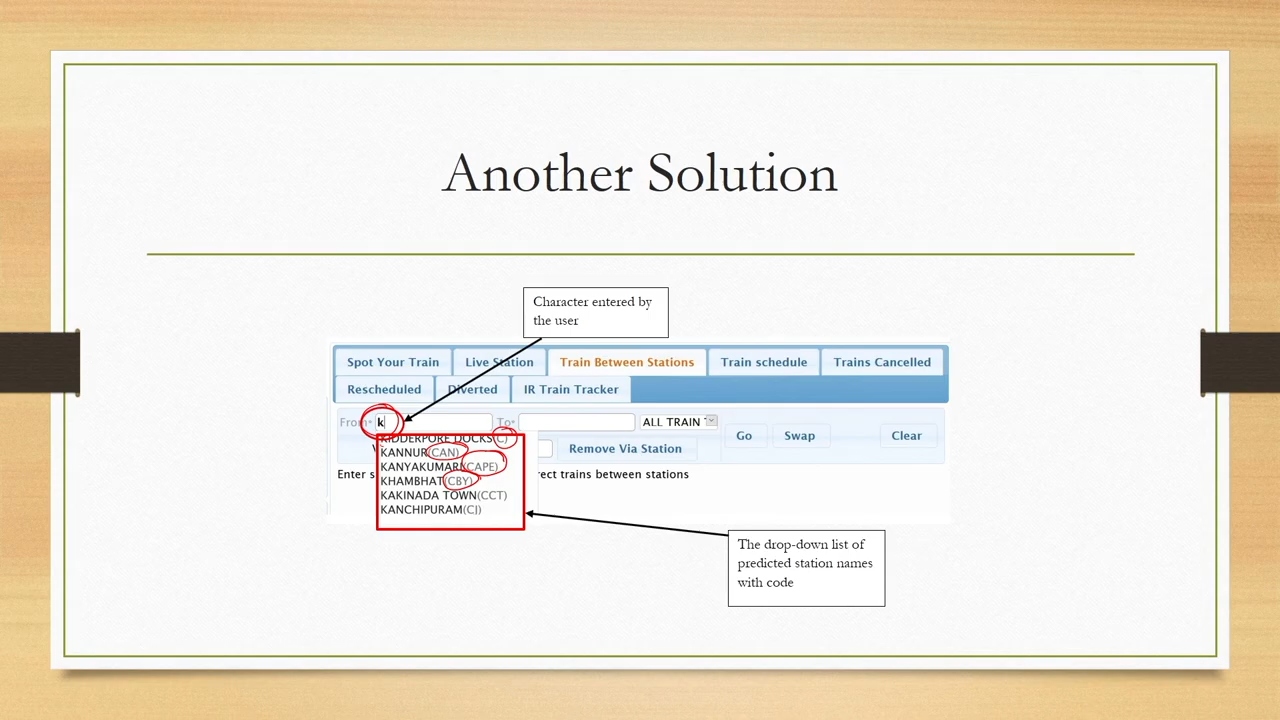 Another Solution
Character entered by
the user
Spot Your Train
Live Station
Train Between Stations
Train schedule
Trains Cancelled
Rescheduled
Diverted
IR Train Tracker
From*
k
To*
ALL TRAIN
Go
Swap
Clear
KIDDERPORE DOCKS(C)
KANNUR(CAN)
Remove Via Station
KANYAKUMARI(CAPE)
Enter s
rect trains between stations
KHAMBHAT(CBY)
KAKINADA TOWN(CCT)
KANCHIPURAM(CJ)
The drop-down list of
predicted station names
with code